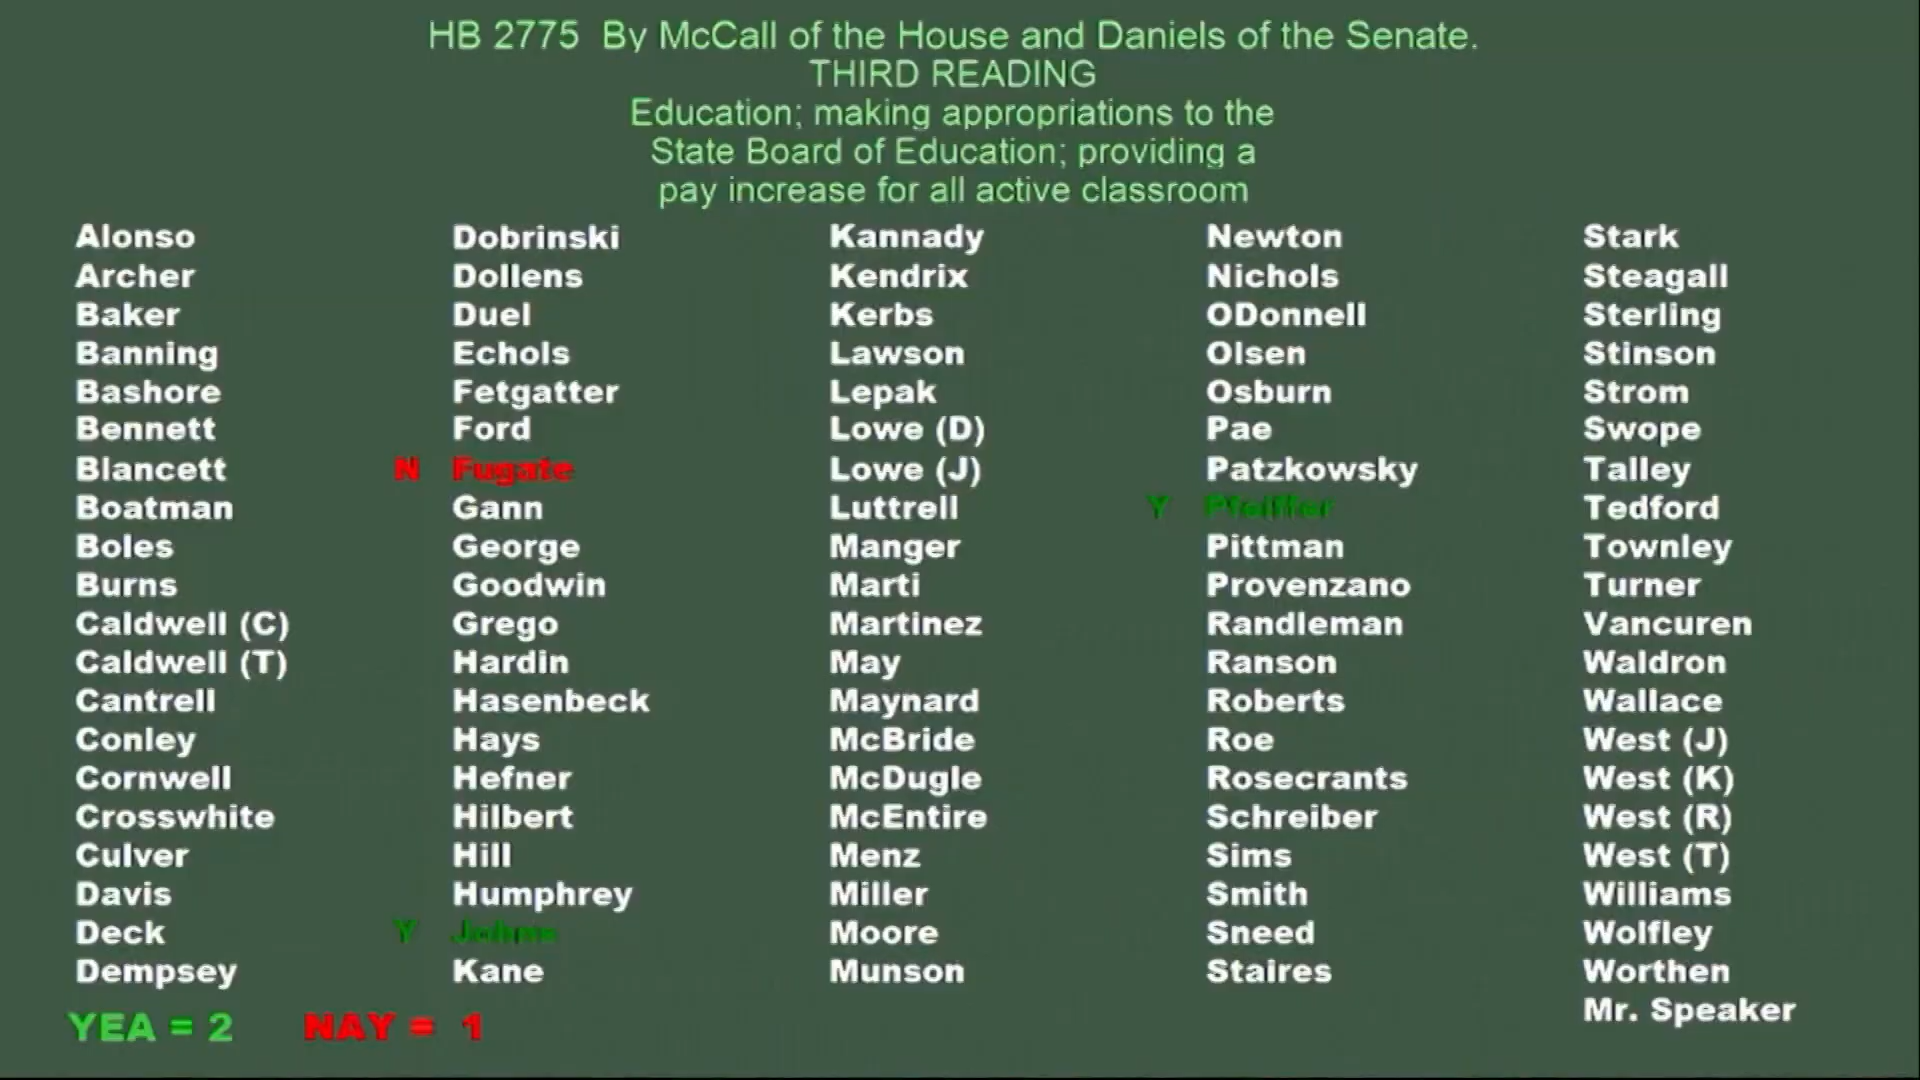 HB 2775 By McCall of the House and Daniels of the Senate.
THIRD READING
Education; making appropriations to the
State Board of Education; providing a
pay increase for all active classroom
Alonso
Archer
Baker
Banning
Bashore
Bennett
Blancett
Boatman
Boles
Burns
Caldwell (C)
Caldwell (T)
Cantrell
Conley
Cornwell
Crosswhite
Culver
Davis
Deck
Dempsey
Dobrinski
Dollens
Duel
Echols
Fetgatter
Ford
N Fugate
Gann
George
Goodwin
Grego
Hardin
Hasenbeck
Hays
Hefner
Hilbert
Hill
Humphrey
Y Johns
Kane
Kannady
Kendrix
Kerbs
Lawson
Lepak
Lowe (D)
Lowe (J)
Luttrell
Manger
Marti
Martinez
May
Maynard
McBride
McDugle
McEntire
Menz
Miller
Moore
Munson
Newton
Nichols
ODonnell
Olsen
Osburn
Pae
Patzkowsky
Y Pfeiffer
Pittman
Provenzano
Randleman
Ranson
Roberts
Roe
Rosecrants
Schreiber
Sims
Smith
Sneed
Staires
Stark
Steagall
Sterling
Stinson
Strom
Swope
Talley
Tedford
Townley
Turner
Vancuren
Waldron
Wallace
West (J)
West (K)
West (R)
West (T)
Williams
Wolfley
Worthen
Mr. Speaker
YEA = 2 NAY = 1